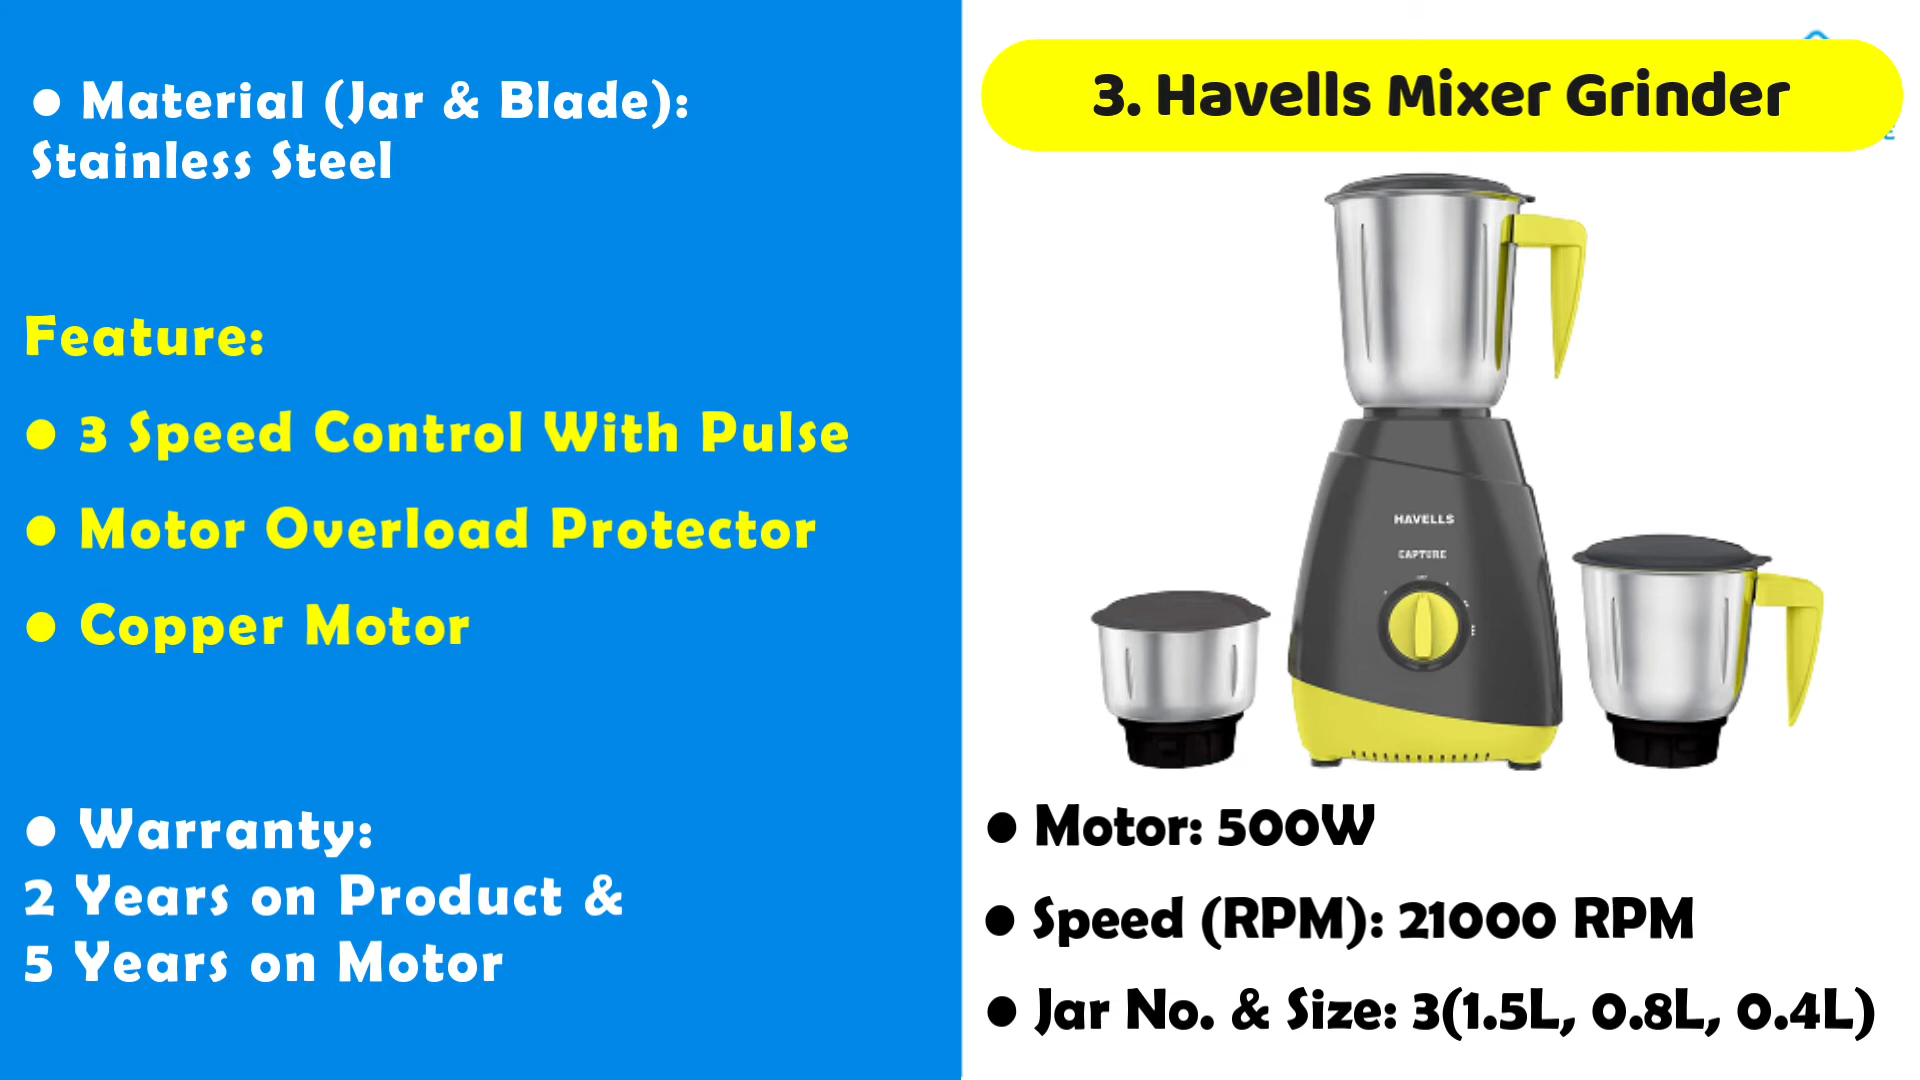 ● Material (Jar & Blade):
Stainless Steel
Feature:
● 3 Speed Control With Pulse
● Motor Overload Protector
● Copper Motor
● Warranty:
2 Years on Product &
5 Years on Motor
3. Havells Mixer Grinder
HAVELLS
CAPTURE
● Motor: 500W
● Speed (RPM): 21000 RPM
● Jar No. & Size: 3(1.5L, 0.8L, 0.4L)